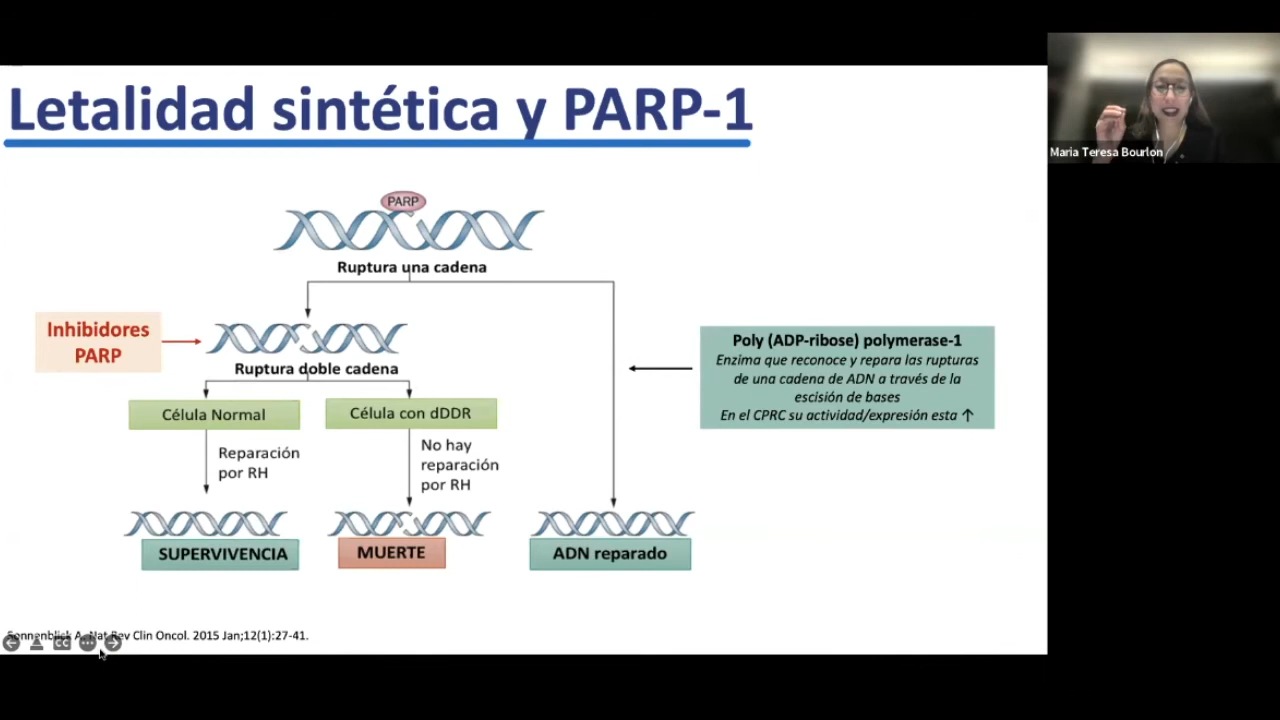 Letalidad sintética y PARP-1
Maria Teresa Bourlon
PARP
Ruptura una cadena
Inhibidores
PARP
Ruptura doble cadena
Poly (ADP-ribose) polymerase-1
Enzima que reconoce y repara las rupturas
de una cadena de ADN a través de la
escisión de bases
En el CPRC su actividad/expresión esta ↑
Célula Normal
Célula con dDDR
Reparación
por RH
No hay
reparación
por RH
SUPERVIVENCIA
MUERTE
ADN reparado
Sonnenblick A. Nat Rev Clin Oncol. 2015 Jan;12(1):27-41.
CC